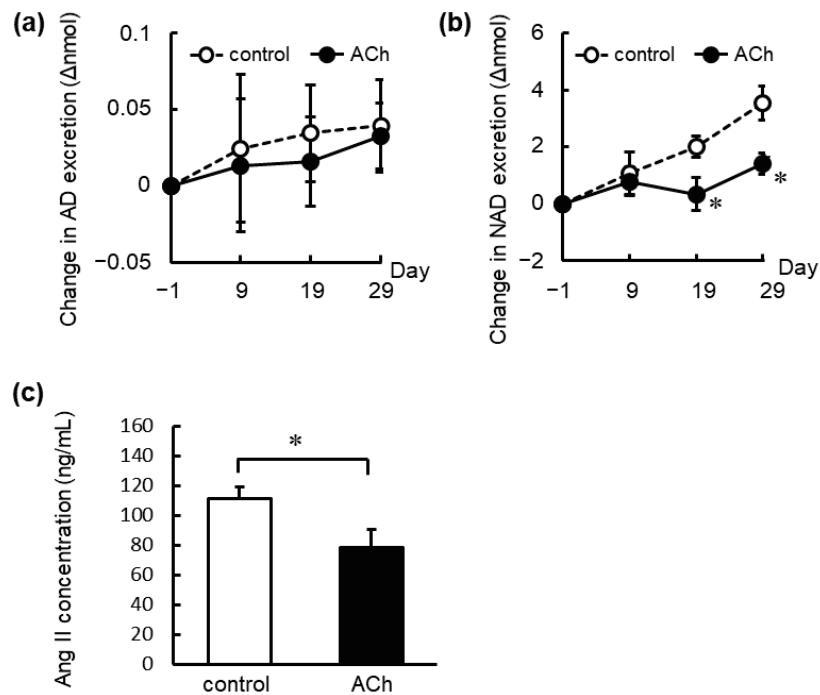 (a)
Change in AD excretion (Δnmol)
0.1
0.05
0
−0.05
control
ACh
Day
−1
9
19
29
(b)
Change in NAD excretion (Δnmol)
6
4
2
0
−2
control
ACh
*
*
Day
−1
9
19
29
(c)
Ang II concentration (ng/mL)
160
140
120
100
80
60
40
20
0
*
control
ACh